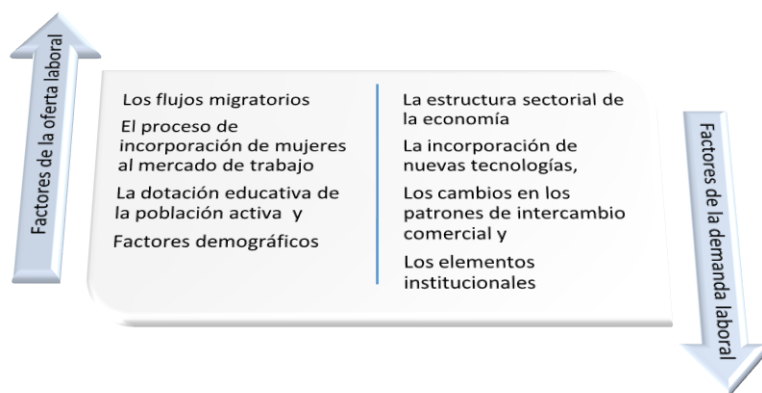 Factores de la oferta laboral
Los flujos migratorios
El proceso de
incorporación de mujeres
al mercado de trabajo
La dotación educativa de
la población activa y
Factores demográficos
La estructura sectorial de
la economía
La incorporación de
nuevas tecnologías,
Los cambios en los
patrones de intercambio
comercial y
Los elementos
institucionales
Factores de la demanda laboral